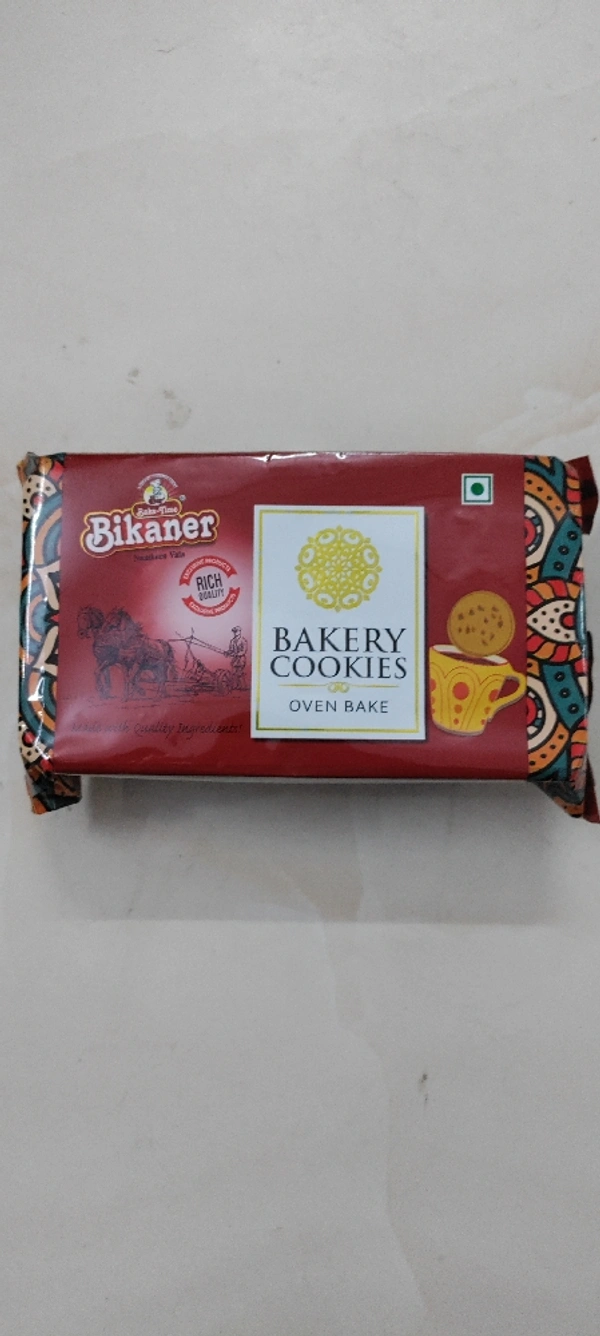 Bake-Time
Bikaner
Namkeen Vala
EXCLUSIVE PRODUCTS
RICH
QUALITY
EXCLUSIVE PRODUCTS
Made with Quality Ingredients!
BAKERY
COOKIES
OVEN BAKE